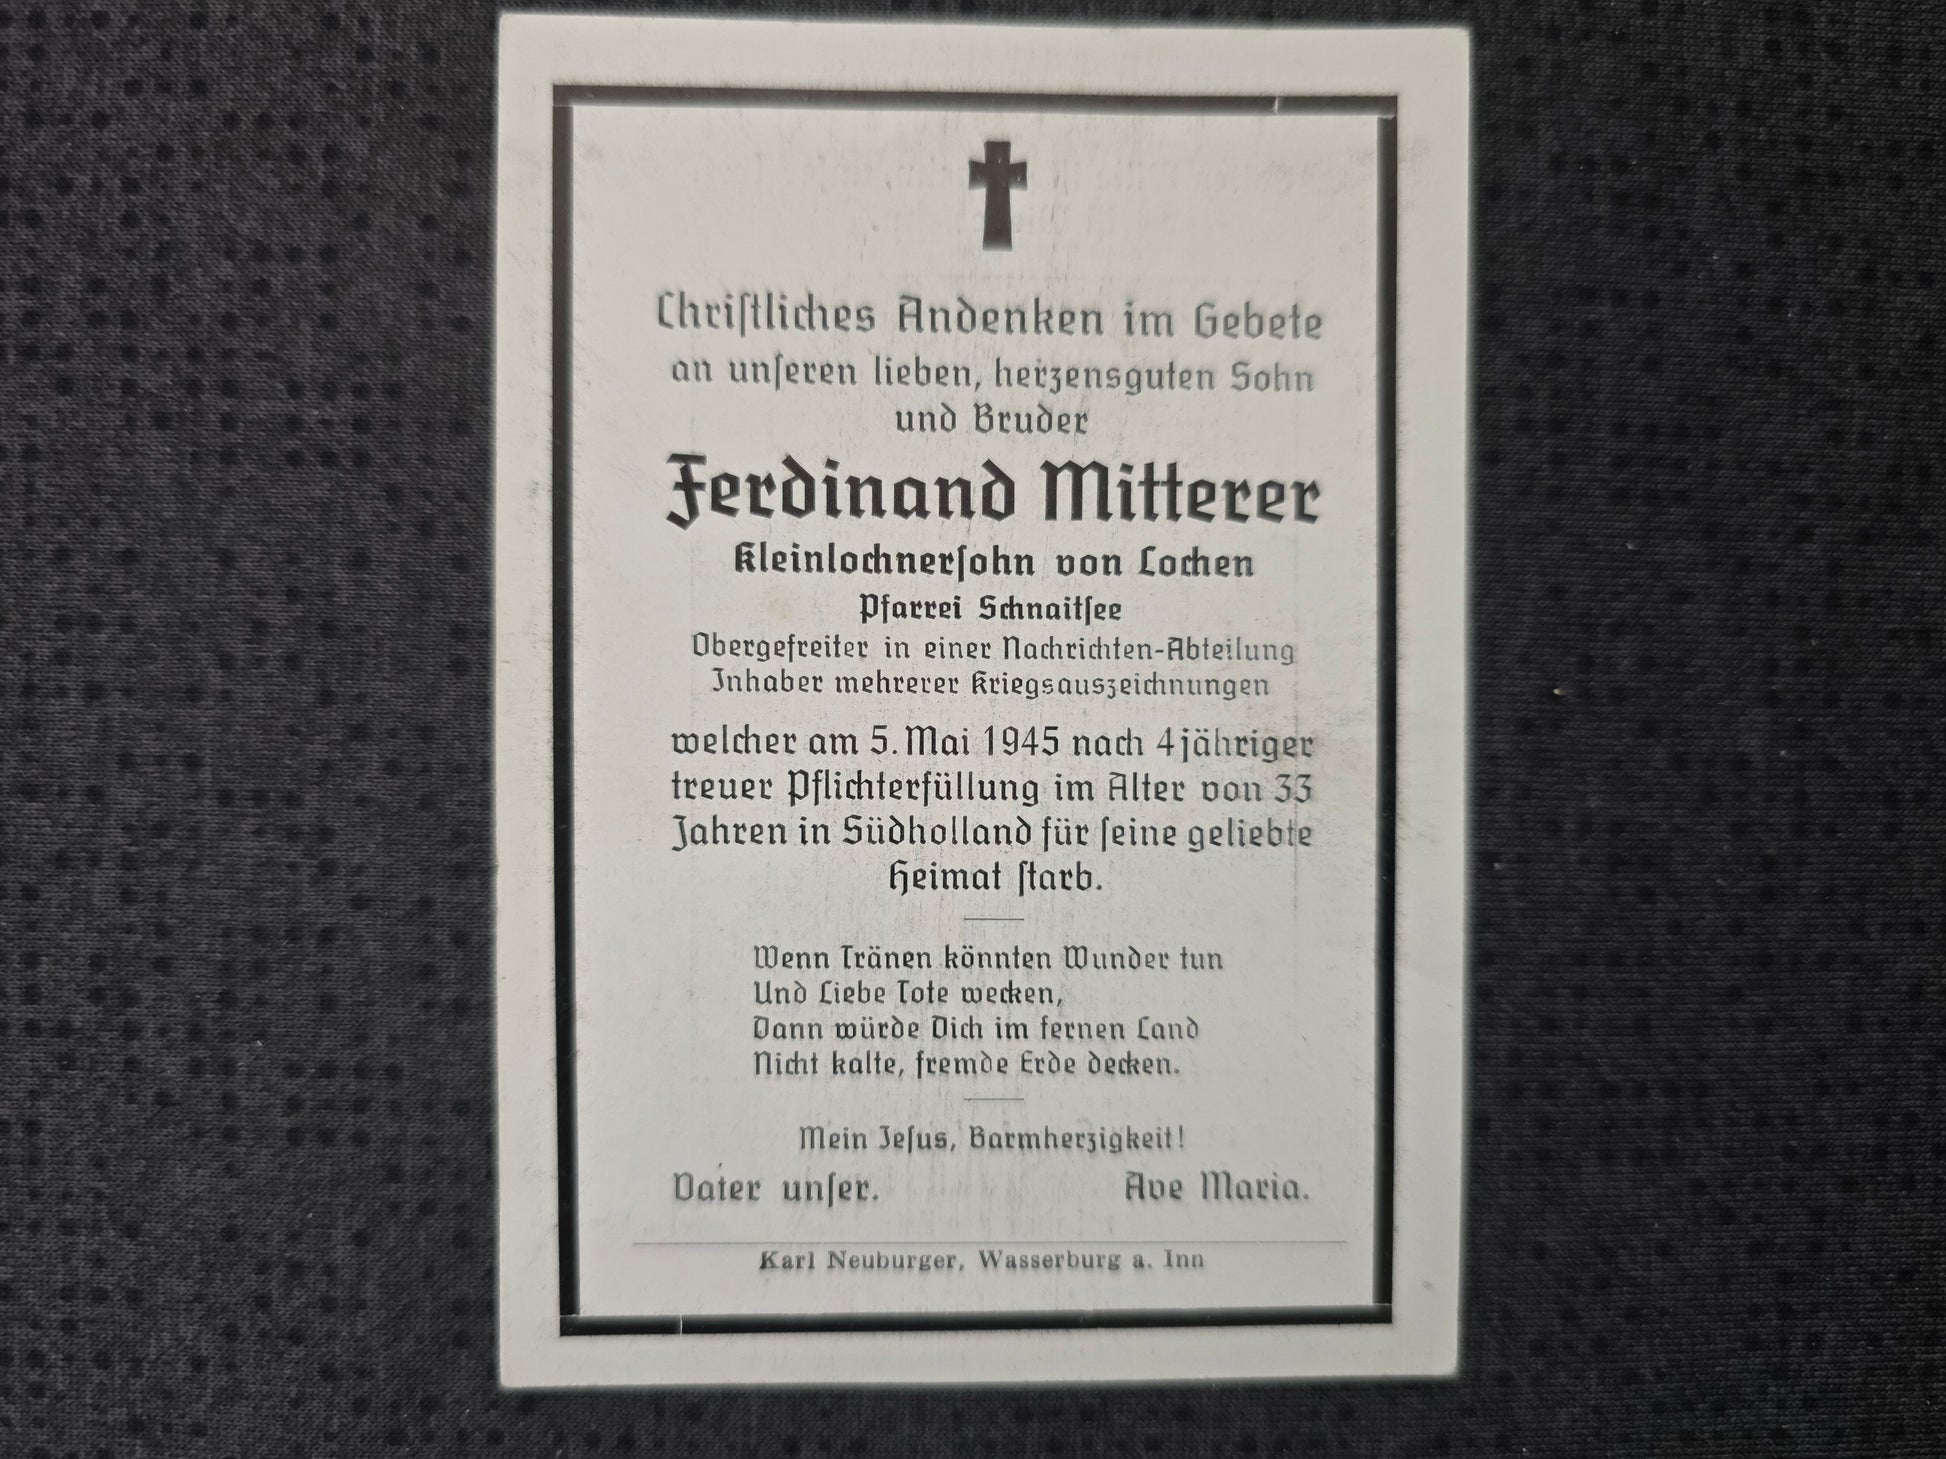 Christliches Andenken im Gebete
an unseren lieben, herzensguten Sohn
und Bruder
Ferdinand Mitterer
Kleinlochnersohn von Lochen
Pfarrei Schnaitsee
Obergefreiter in einer Nachrichten-Abteilung
Inhaber mehrerer Kriegsauszeichnungen
welcher am 5. Mai 1945 nach 4jähriger
treuer Pflichterfüllung im Alter von 33
Jahren in Südholland für seine geliebte
Heimat starb.
Wenn Tränen könnten Wunder tun
Und Liebe Tote wecken,
Dann würde Dich im fernen Land
Nicht kalte, fremde Erde decken.
Mein Jesus, Barmherzigkeit!
Vater unser. Ave Maria.
Karl Neuburger, Wasserburg a. Inn